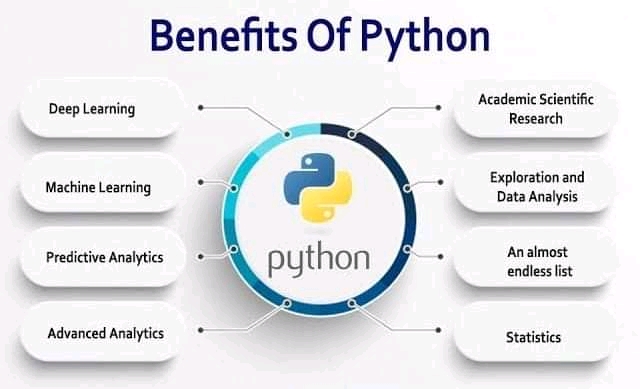 Benefits Of Python
Deep Learning
Machine Learning
Predictive Analytics
Advanced Analytics
python
Academic Scientific
Research
Exploration and
Data Analysis
An almost
endless list
Statistics